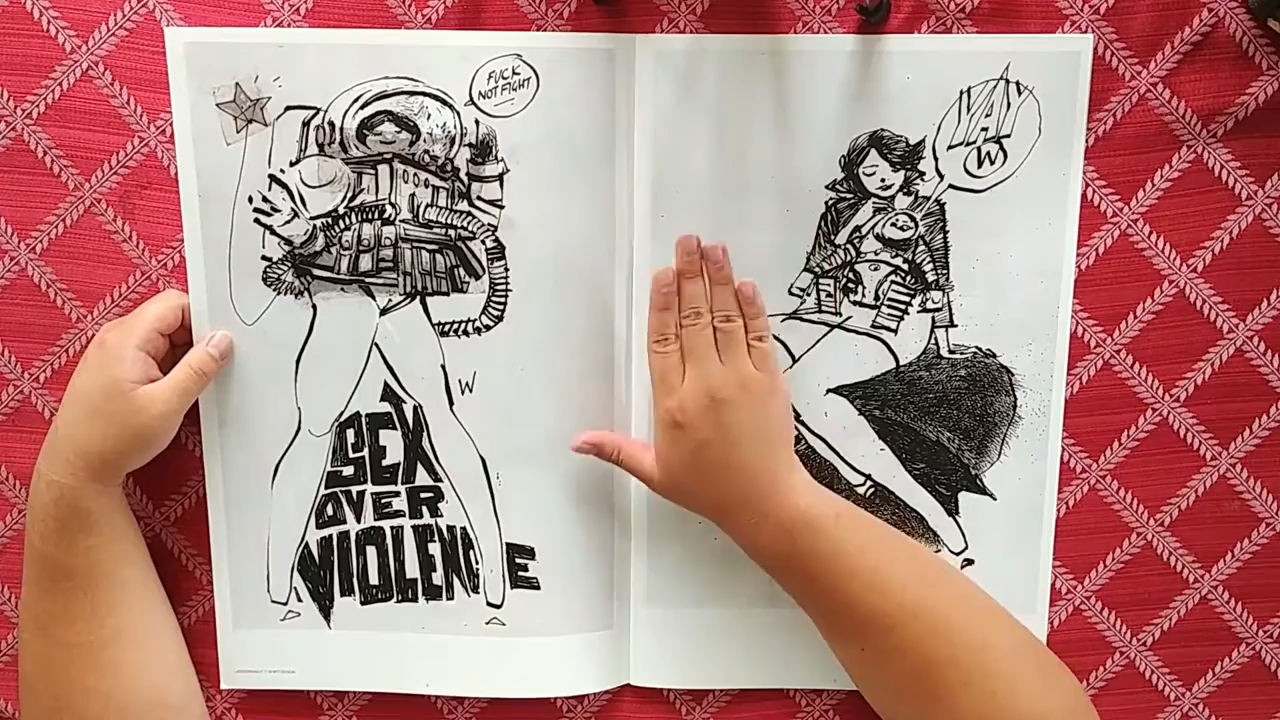 FUCK
NOT FIGHT
W
SEX
OVER
VIOLENCE
YAY
W